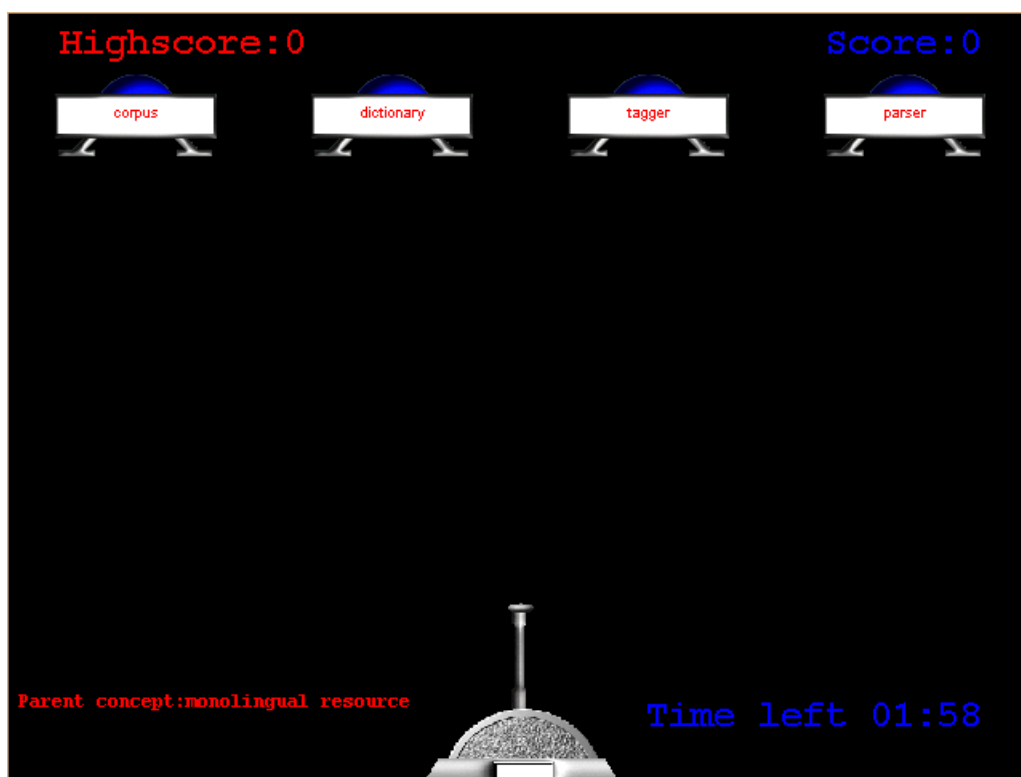 Highscore:0
Score:0
corpus
dictionary
tagger
parser
Parent concept:monolingual resource
Time left 01:58